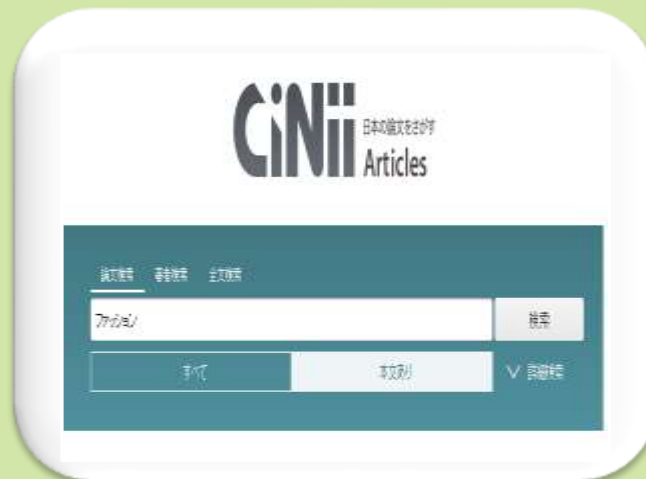 CiNii
日本の論文をさがす
Articles
論文検索 著者検索 全文検索
ファッション
検索
すべて
本文あり
詳細検索